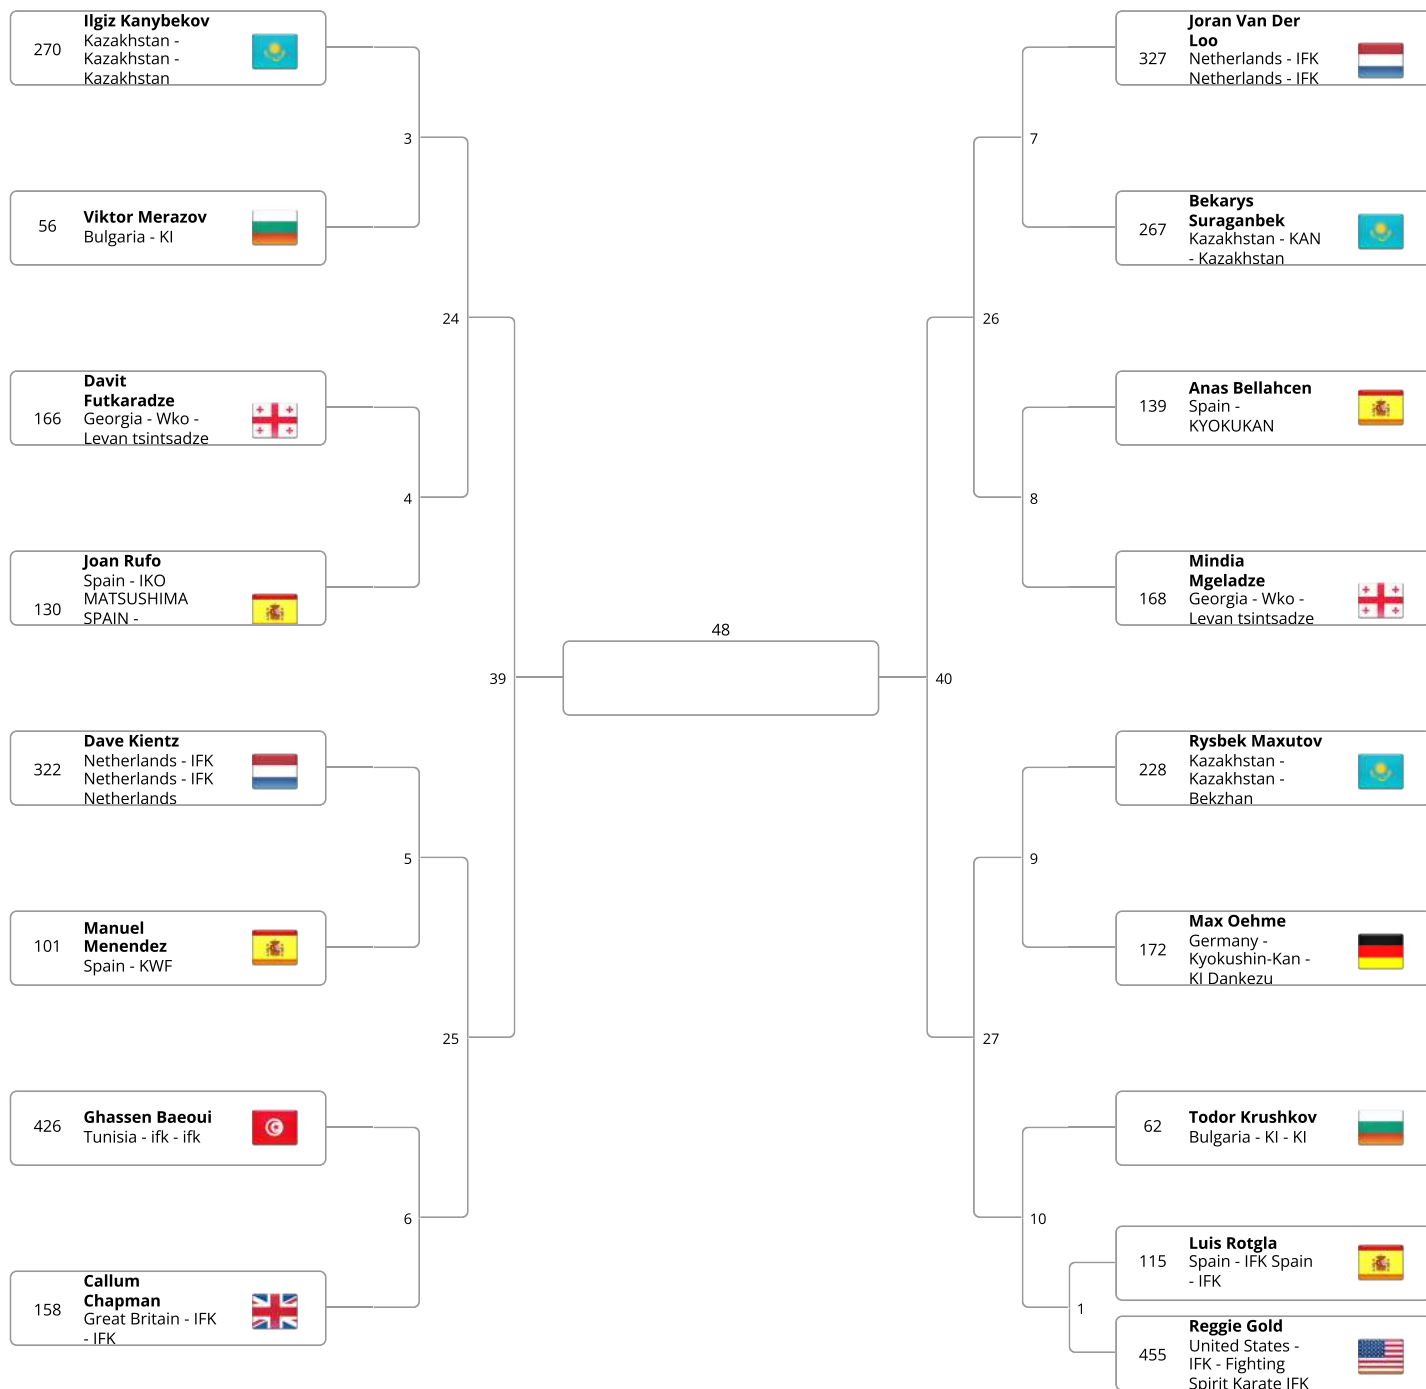 Ilgiz Kanybekov
270
Kazakhstan -
Kazakhstan -
Kazakhstan
3
56
Viktor Merazov
Bulgaria - KI
24
Davit
Futkaradze
166
Georgia - Wko -
Levan tsintsadze
4
Joan Rufo
Spain - IKO
MATSUSHIMA
130
SPAIN -
39
Dave Kientz
322
Netherlands - IFK
Netherlands - IFK
Netherlands
5
101
Manuel
Menendez
Spain - KWF
25
426
Ghassen Baeoui
Tunisia - ifk - ifk
6
Callum
Chapman
158
Great Britain - IFK
- IFK
48
Joran Van Der
Loo
327
Netherlands - IFK
Netherlands - IFK
7
Bekarys
Suraganbek
267
Kazakhstan - KAN
- Kazakhstan
26
139
Anas Bellahcen
Spain -
KYOKUKAN
8
Mindia
Mgeladze
168
Georgia - Wko -
Levan tsintsadze
40
Rysbek Maxutov
228
Kazakhstan -
Kazakhstan -
Bekzhan
9
Max Oehme
172
Germany -
Kyokushin-Kan -
KI Dankezu
27
62
Todor Krushkov
Bulgaria - KI - KI
10
115
Luis Rotgla
Spain - IFK Spain
- IFK
1
Reggie Gold
455
United States -
IFK - Fighting
Spirit Karate IFK